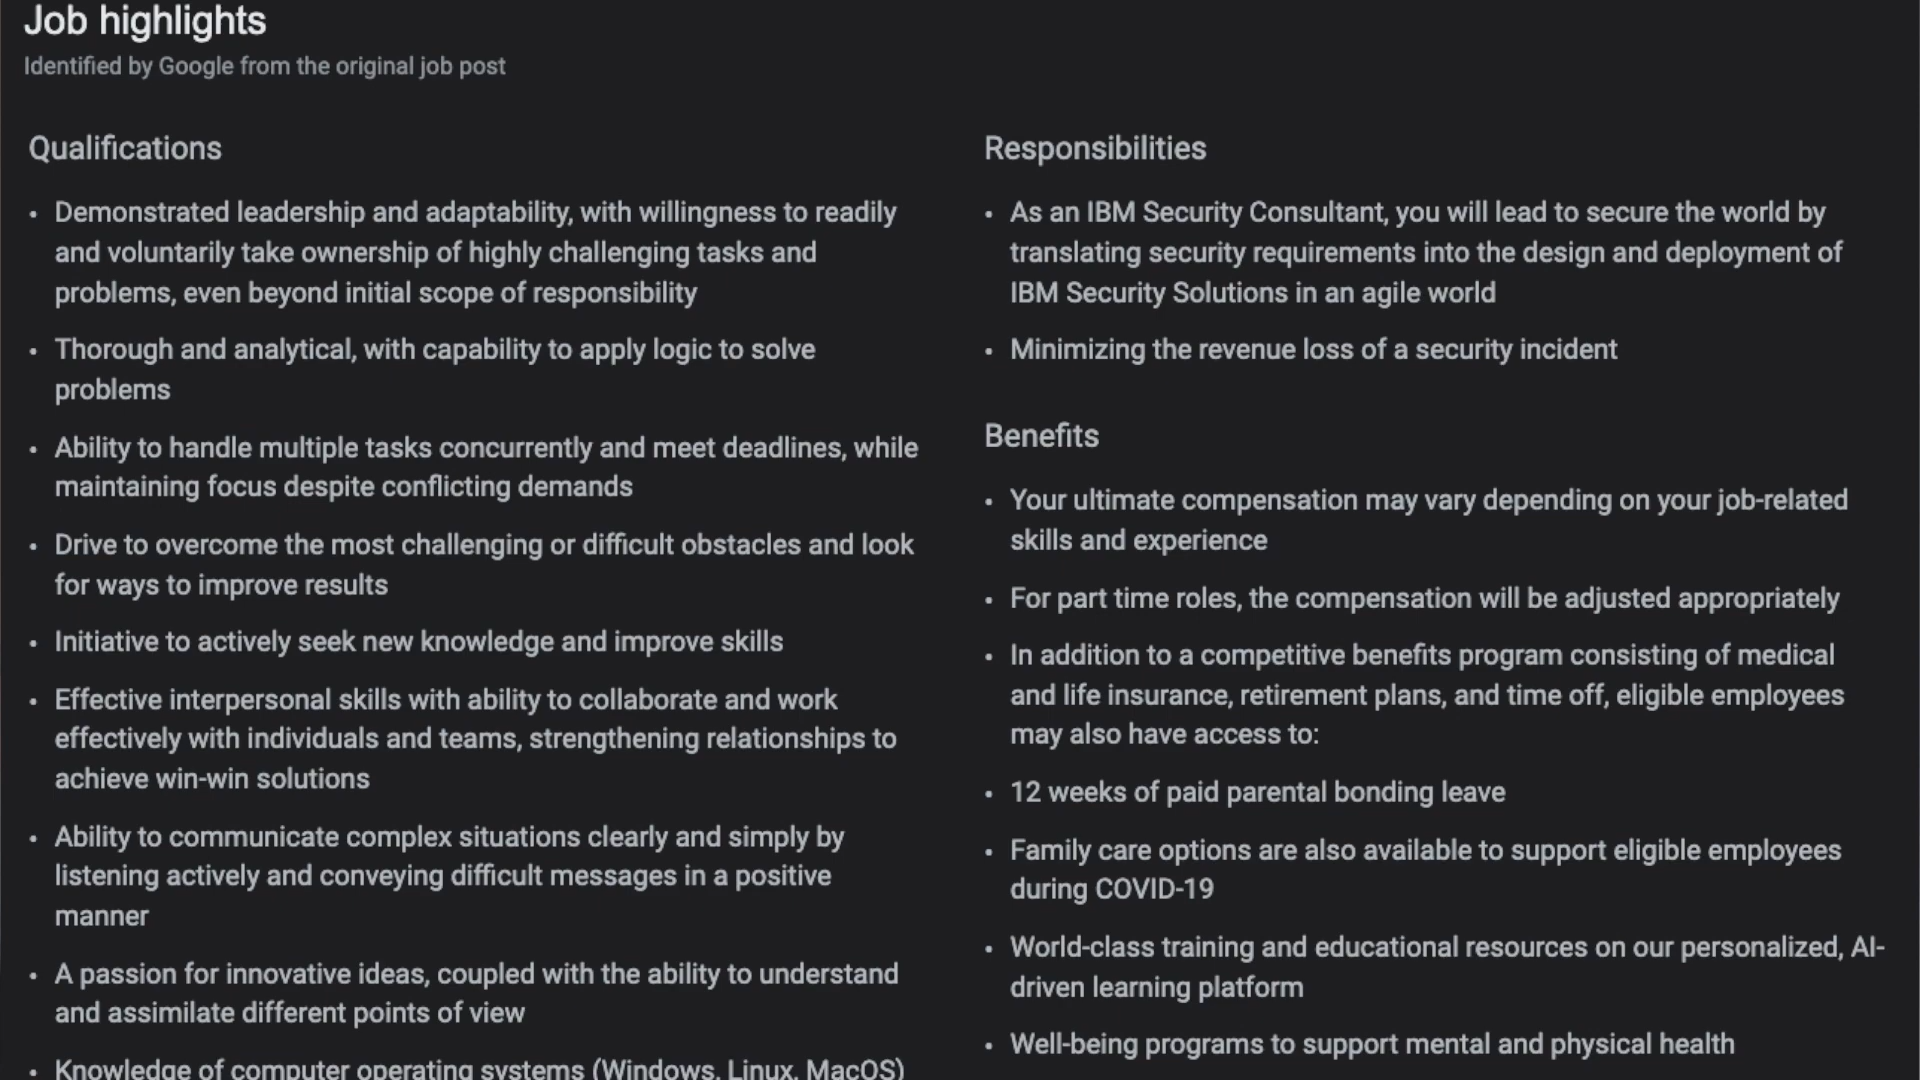 Job highlights
Identified by Google from the original job post
Qualifications
• Demonstrated leadership and adaptability, with willingness to readily
and voluntarily take ownership of highly challenging tasks and
problems, even beyond initial scope of responsibility
• Thorough and analytical, with capability to apply logic to solve
problems
• Ability to handle multiple tasks concurrently and meet deadlines, while
maintaining focus despite conflicting demands
• Drive to overcome the most challenging or difficult obstacles and look
for ways to improve results
• Initiative to actively seek new knowledge and improve skills
• Effective interpersonal skills with ability to collaborate and work
effectively with individuals and teams, strengthening relationships to
achieve win-win solutions
• Ability to communicate complex situations clearly and simply by
listening actively and conveying difficult messages in a positive
manner
• A passion for innovative ideas, coupled with the ability to understand
and assimilate different points of view
• Knowledge of computer operating systems (Windows, Linux, MacOS)
Responsibilities
• As an IBM Security Consultant, you will lead to secure the world by
translating security requirements into the design and deployment of
IBM Security Solutions in an agile world
• Minimizing the revenue loss of a security incident
Benefits
• Your ultimate compensation may vary depending on your job-related
skills and experience
• For part time roles, the compensation will be adjusted appropriately
• In addition to a competitive benefits program consisting of medical
and life insurance, retirement plans, and time off, eligible employees
may also have access to:
• 12 weeks of paid parental bonding leave
• Family care options are also available to support eligible employees
during COVID-19
• World-class training and educational resources on our personalized, AI-
driven learning platform
• Well-being programs to support mental and physical health